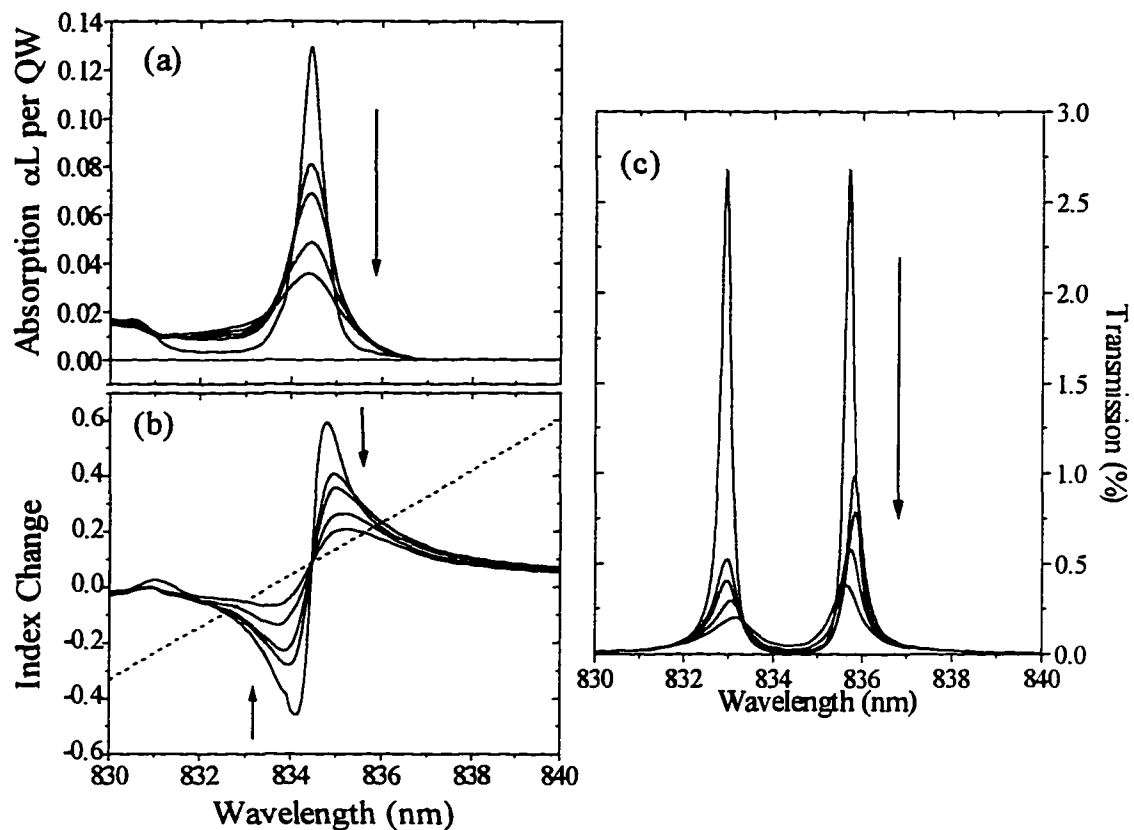 (a)
Absorption αL per QW
0.14
0.12
0.10
0.08
0.06
0.04
0.02
0.00
(b)
Index Change
0.6
0.4
0.2
0.0
-0.2
-0.4
-0.6
830 832 834 836 838 840
Wavelength (nm)
(c)
3.0
2.5
2.0
1.5
1.0
0.5
0.0
Transmission (%)
830 832 834 836 838 840
Wavelength (nm)